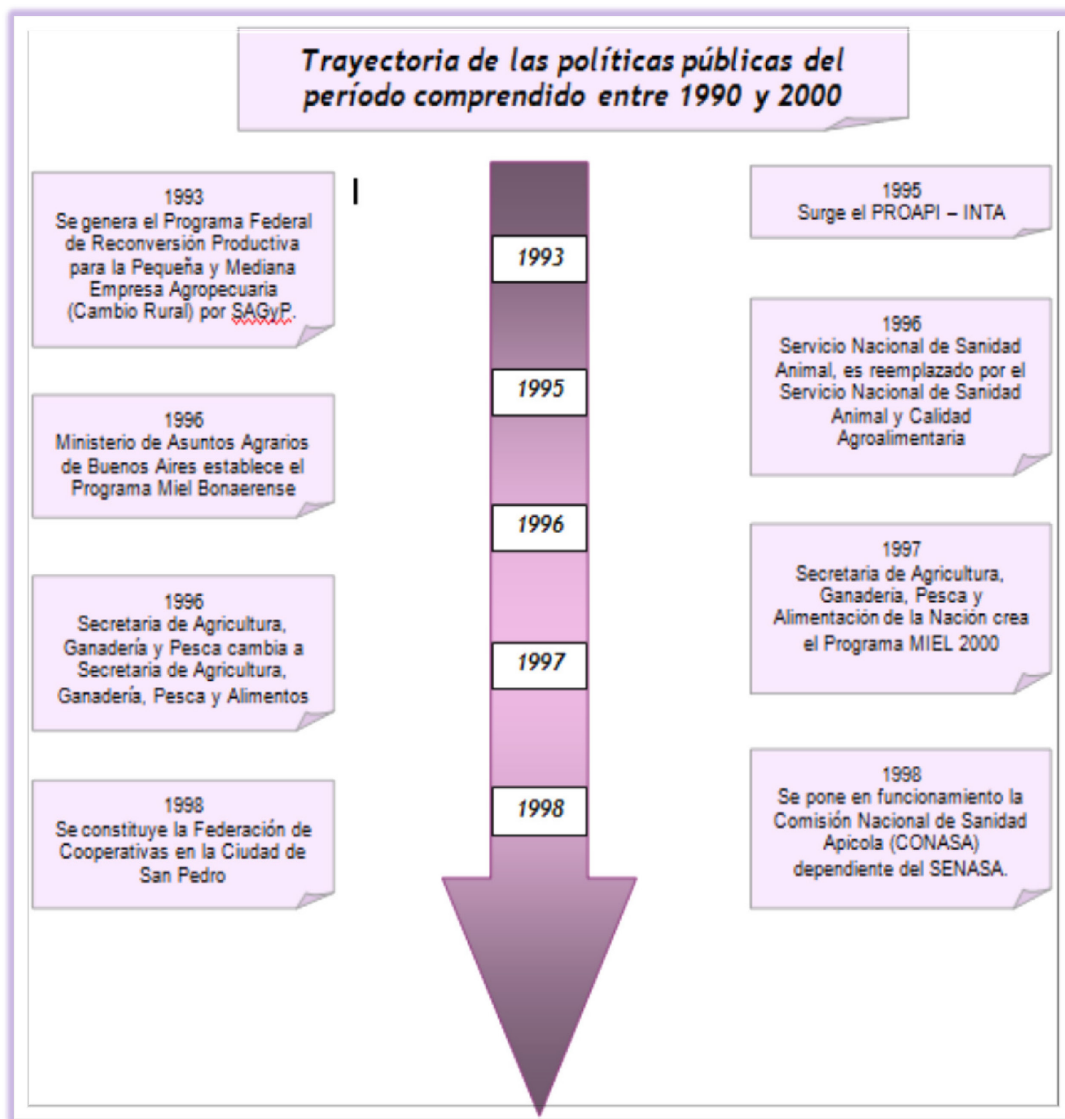 Trayectoria de las políticas públicas del
período comprendido entre 1990 y 2000
1993
Se genera el Programa Federal
de Reconversión Productiva
para la Pequeña y Mediana
Empresa Agropecuaria
(Cambio Rural) por SAGyP.
1996
Ministerio de Asuntos Agrarios
de Buenos Aires establece el
Programa Miel Bonaerense
1996
Secretaria de Agricultura,
Ganadería y Pesca cambia a
Secretaria de Agricultura,
Ganadería, Pesca y Alimentos
1998
Se constituye la Federación de
Cooperativas en la Ciudad de
San Pedro
1993
1995
1996
1997
1998
1995
Surge el PROAPI – INTA
1996
Servicio Nacional de Sanidad
Animal, es reemplazado por el
Servicio Nacional de Sanidad
Animal y Calidad
Agroalimentaria
1997
Secretaria de Agricultura,
Ganaderia, Pesca y
Alimentación de la Nación crea
el Programa MIEL 2000
1998
Se pone en funcionamiento la
Comisión Nacional de Sanidad
Apicola (CONASA)
dependiente del SENASA.